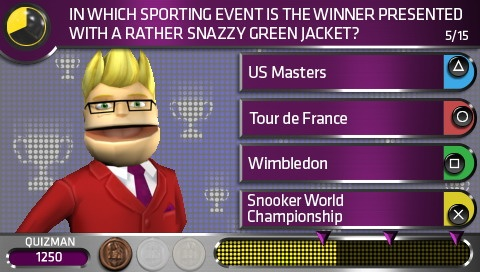 IN WHICH SPORTING EVENT IS THE WINNER PRESENTED
WITH A RATHER SNAZZY GREEN JACKET?
5/15
US Masters
Tour de France
Wimbledon
Snooker World
Championship
QUIZMAN
1250